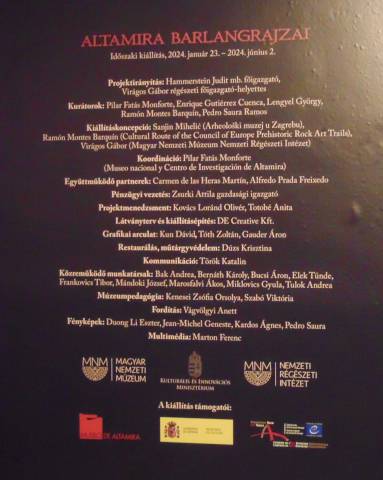 ALTAMIRA BARLANGRAJZAI
Időszaki kiállítás, 2024. január 23. – 2024. június 2.
Projektirányítás: Hammerstein Judit mb. főigazgató,
Virágos Gábor régészeti főigazgató-helyettes
Kurátorok: Pilar Fatás Monforte, Enrique Gutiérrez Cuenca, Lengyel György,
Ramón Montes Barquín, Pedro Saura Ramos
Kiállításkoncepció: Sanjin Mihelić (Arheološki muzej u Zagrebu),
Ramón Montes Barquín (Cultural Route of the Council of Europe Prehistoric Rock Art Trails),
Virágos Gábor (Magyar Nemzeti Múzeum Nemzeti Régészeti Intézet)
Koordináció: Pilar Fatás Monforte
(Museo nacional y Centro de Investigación de Altamira)
Együttműködő partnerek: Carmen de las Heras Martín, Alfredo Prada Freixedo
Pénzügyi vezetés: Zsurki Attila gazdasági igazgató
Projektmenedzsment: Kovács Loránd Olivér, Totobé Anita
Látványterv és kiállításépítés: DE Creative Kft.
Grafikai arculat: Kun Dávid, Tóth Zoltán, Gauder Áron
Restaurálás, műtárgyvédelem: Dúzs Krisztina
Kommunikáció: Török Katalin
Közreműködő munkatársak: Bak Andrea, Bernáth Károly, Bucsi Áron, Elek Tünde,
Frankovics Tibor, Mándoki József, Marosfalvi Ákos, Miklovics Gyula, Tulok Andrea
Múzeumpedagógia: Kenesei Zsófia Orsolya, Szabó Viktória
Fordítás: Vágvölgyi Anett
Fényképek: Duong Li Eszter, Jean-Michel Geneste, Kardos Ágnes, Pedro Saura
Multimédia: Marton Ferenc
MNM MAGYAR NEMZETI MÚZEUM
KULTURÁLIS ÉS INNOVÁCIÓS MINISZTÉRIUM
MNM NEMZETI RÉGÉSZETI INTÉZET
A kiállítás támogatói:
DE ALTAMIRA